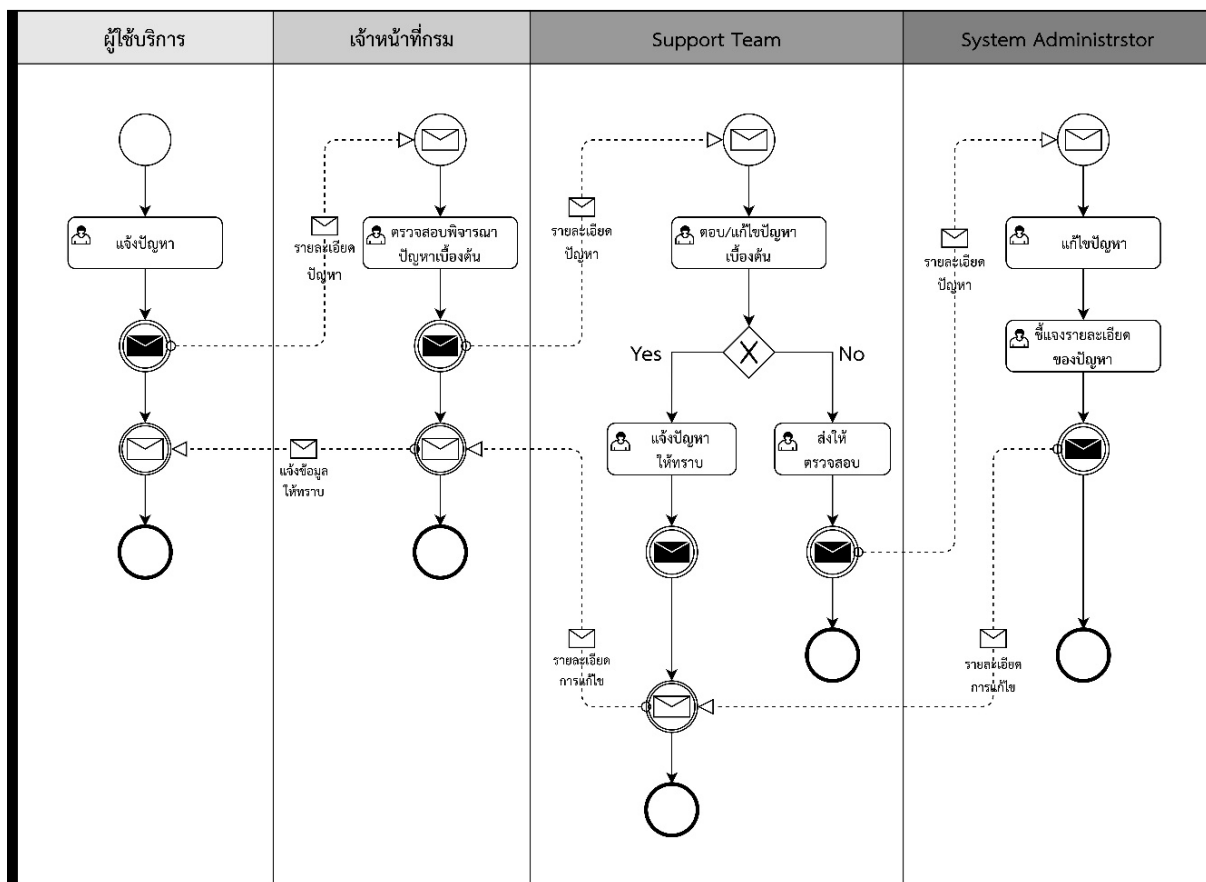 ผู้ใช้บริการ
เจ้าหน้าที่กรม
Support Team
System Administrstor
แจ้งปัญหา
รายละเอียด
ปัญหา
ตรวจสอบพิจารณา
ปัญหาเบื้องต้น
รายละเอียด
ปัญหา
ตอบ/แก้ไขปัญหา
เบื้องต้น
รายละเอียด
ปัญหา
แก้ไขปัญหา
ชี้แจงรายละเอียด
ของปัญหา
Yes
X
No
แจ้งปัญหา
ให้ทราบ
ส่งให้
ตรวจสอบ
แจ้งข้อมูล
ให้ทราบ
รายละเอียด
การแก้ไข
รายละเอียด
การแก้ไข